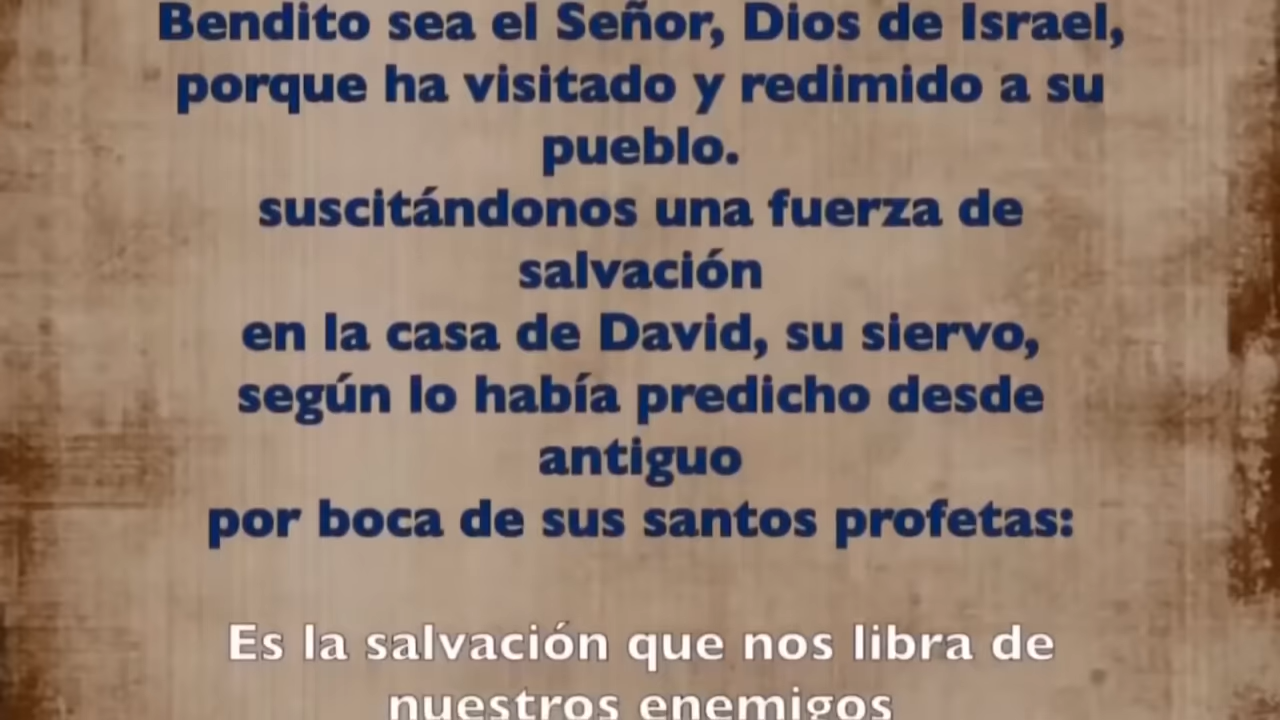 Bendito sea el Señor, Dios de Israel,
porque ha visitado y redimido a su
pueblo.
suscitándonos una fuerza de
salvación
en la casa de David, su siervo,
según lo había predicho desde
antiguo
por boca de sus santos profetas:
Es la salvación que nos libra de
nuestros enemigos